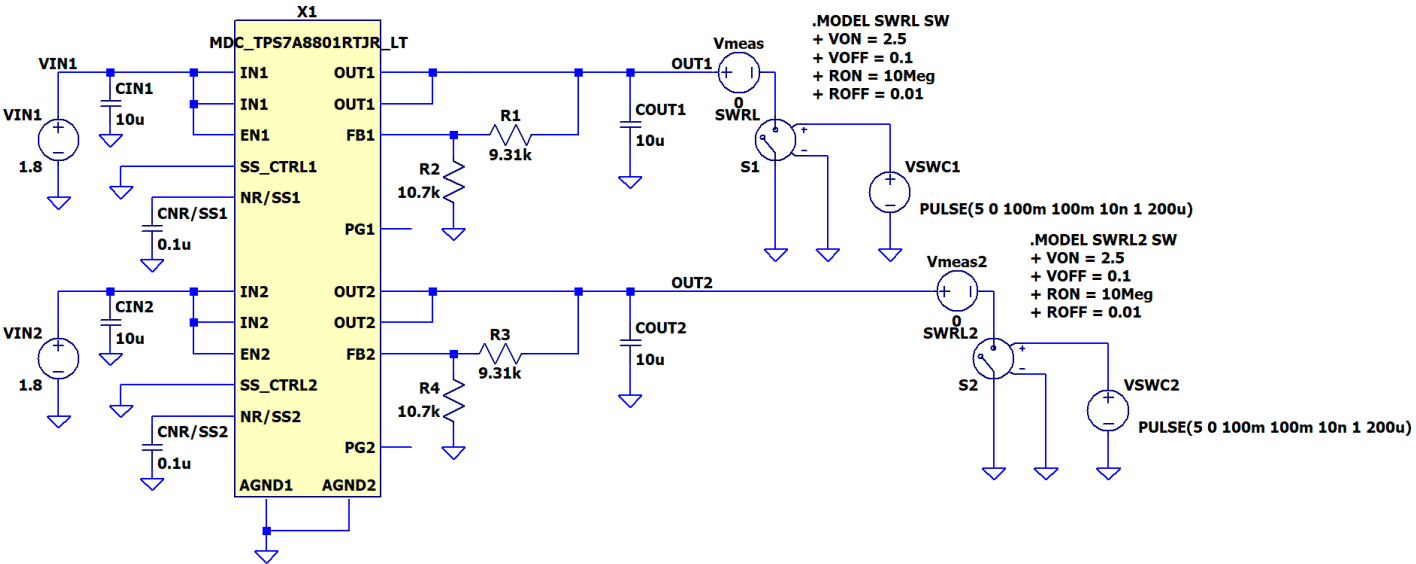 X1
MDC_TPS7A8801RTJR_LT
.MODEL SWRL SW
+ VON = 2.5
+ VOFF = 0.1
+ RON = 10Meg
+ ROFF = 0.01
VIN1
VIN1
+
−
1.8
CIN1
10u
IN1
IN1
EN1
SS_CTRL1
NR/SS1
CNR/SS1
0.1u
OUT1
OUT1
FB1
PG1
R1
9.31k
R2
10.7k
OUT1
COUT1
10u
Vmeas
+
−
0
SWRL
+
−
S1
VSWC1
+
−
PULSE(5 0 100m 100m 10n 1 200u)
.MODEL SWRL2 SW
+ VON = 2.5
+ VOFF = 0.1
+ RON = 10Meg
+ ROFF = 0.01
VIN2
+
−
1.8
CIN2
10u
IN2
IN2
EN2
SS_CTRL2
NR/SS2
CNR/SS2
0.1u
OUT2
OUT2
FB2
PG2
R3
9.31k
R4
10.7k
OUT2
COUT2
10u
Vmeas2
+
−
0
SWRL2
+
−
S2
VSWC2
+
−
PULSE(5 0 100m 100m 10n 1 200u)
AGND1 AGND2